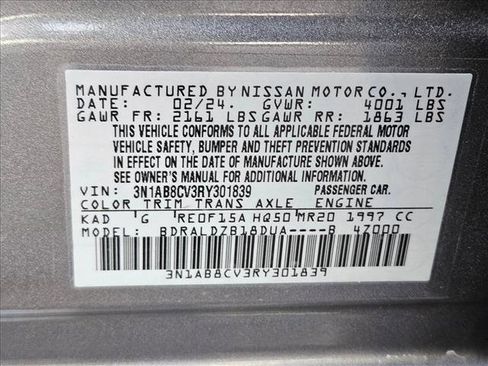 MANUFACTURED BY NISSAN MOTOR CO., LTD.
DATE: 02/24. GVWR: 4001 LBS
GAWR FR: 2161 LBS GAWR RR: 1863 LBS
THIS VEHICLE CONFORMS TO ALL APPLICABLE FEDERAL MOTOR
VEHICLE SAFETY, BUMPER AND THEFT PREVENTION STANDARDS
IN EFFECT ON THE DATE OF MANUFACTURE SHOWN ABOVE.
SEE OWNER'S MANUAL FOR ADDITIONAL INFORMATION.
VIN: 3N1AB8CV3RY301839 PASSENGER CAR.
COLOR TRIM TRANS AXLE ENGINE
KAD G RE0F15A HQ50 MR20 1997 CC
MODEL: BDRALDZB18DUA----B 47000
3N1AB8CV3RY301839